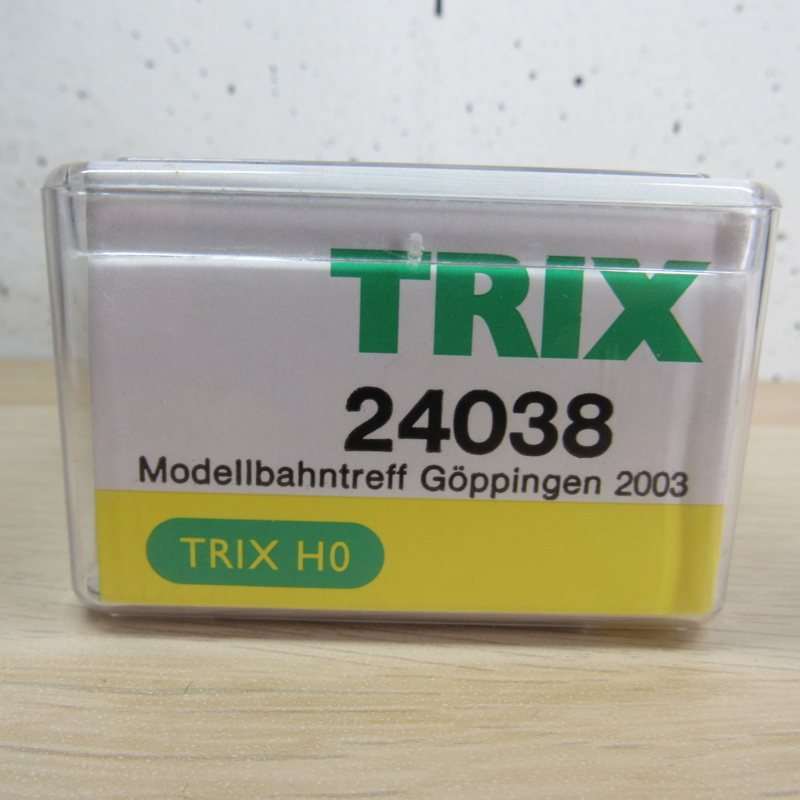 TRIX
24038
Modellbahntreff Göppingen 2003
TRIX H0